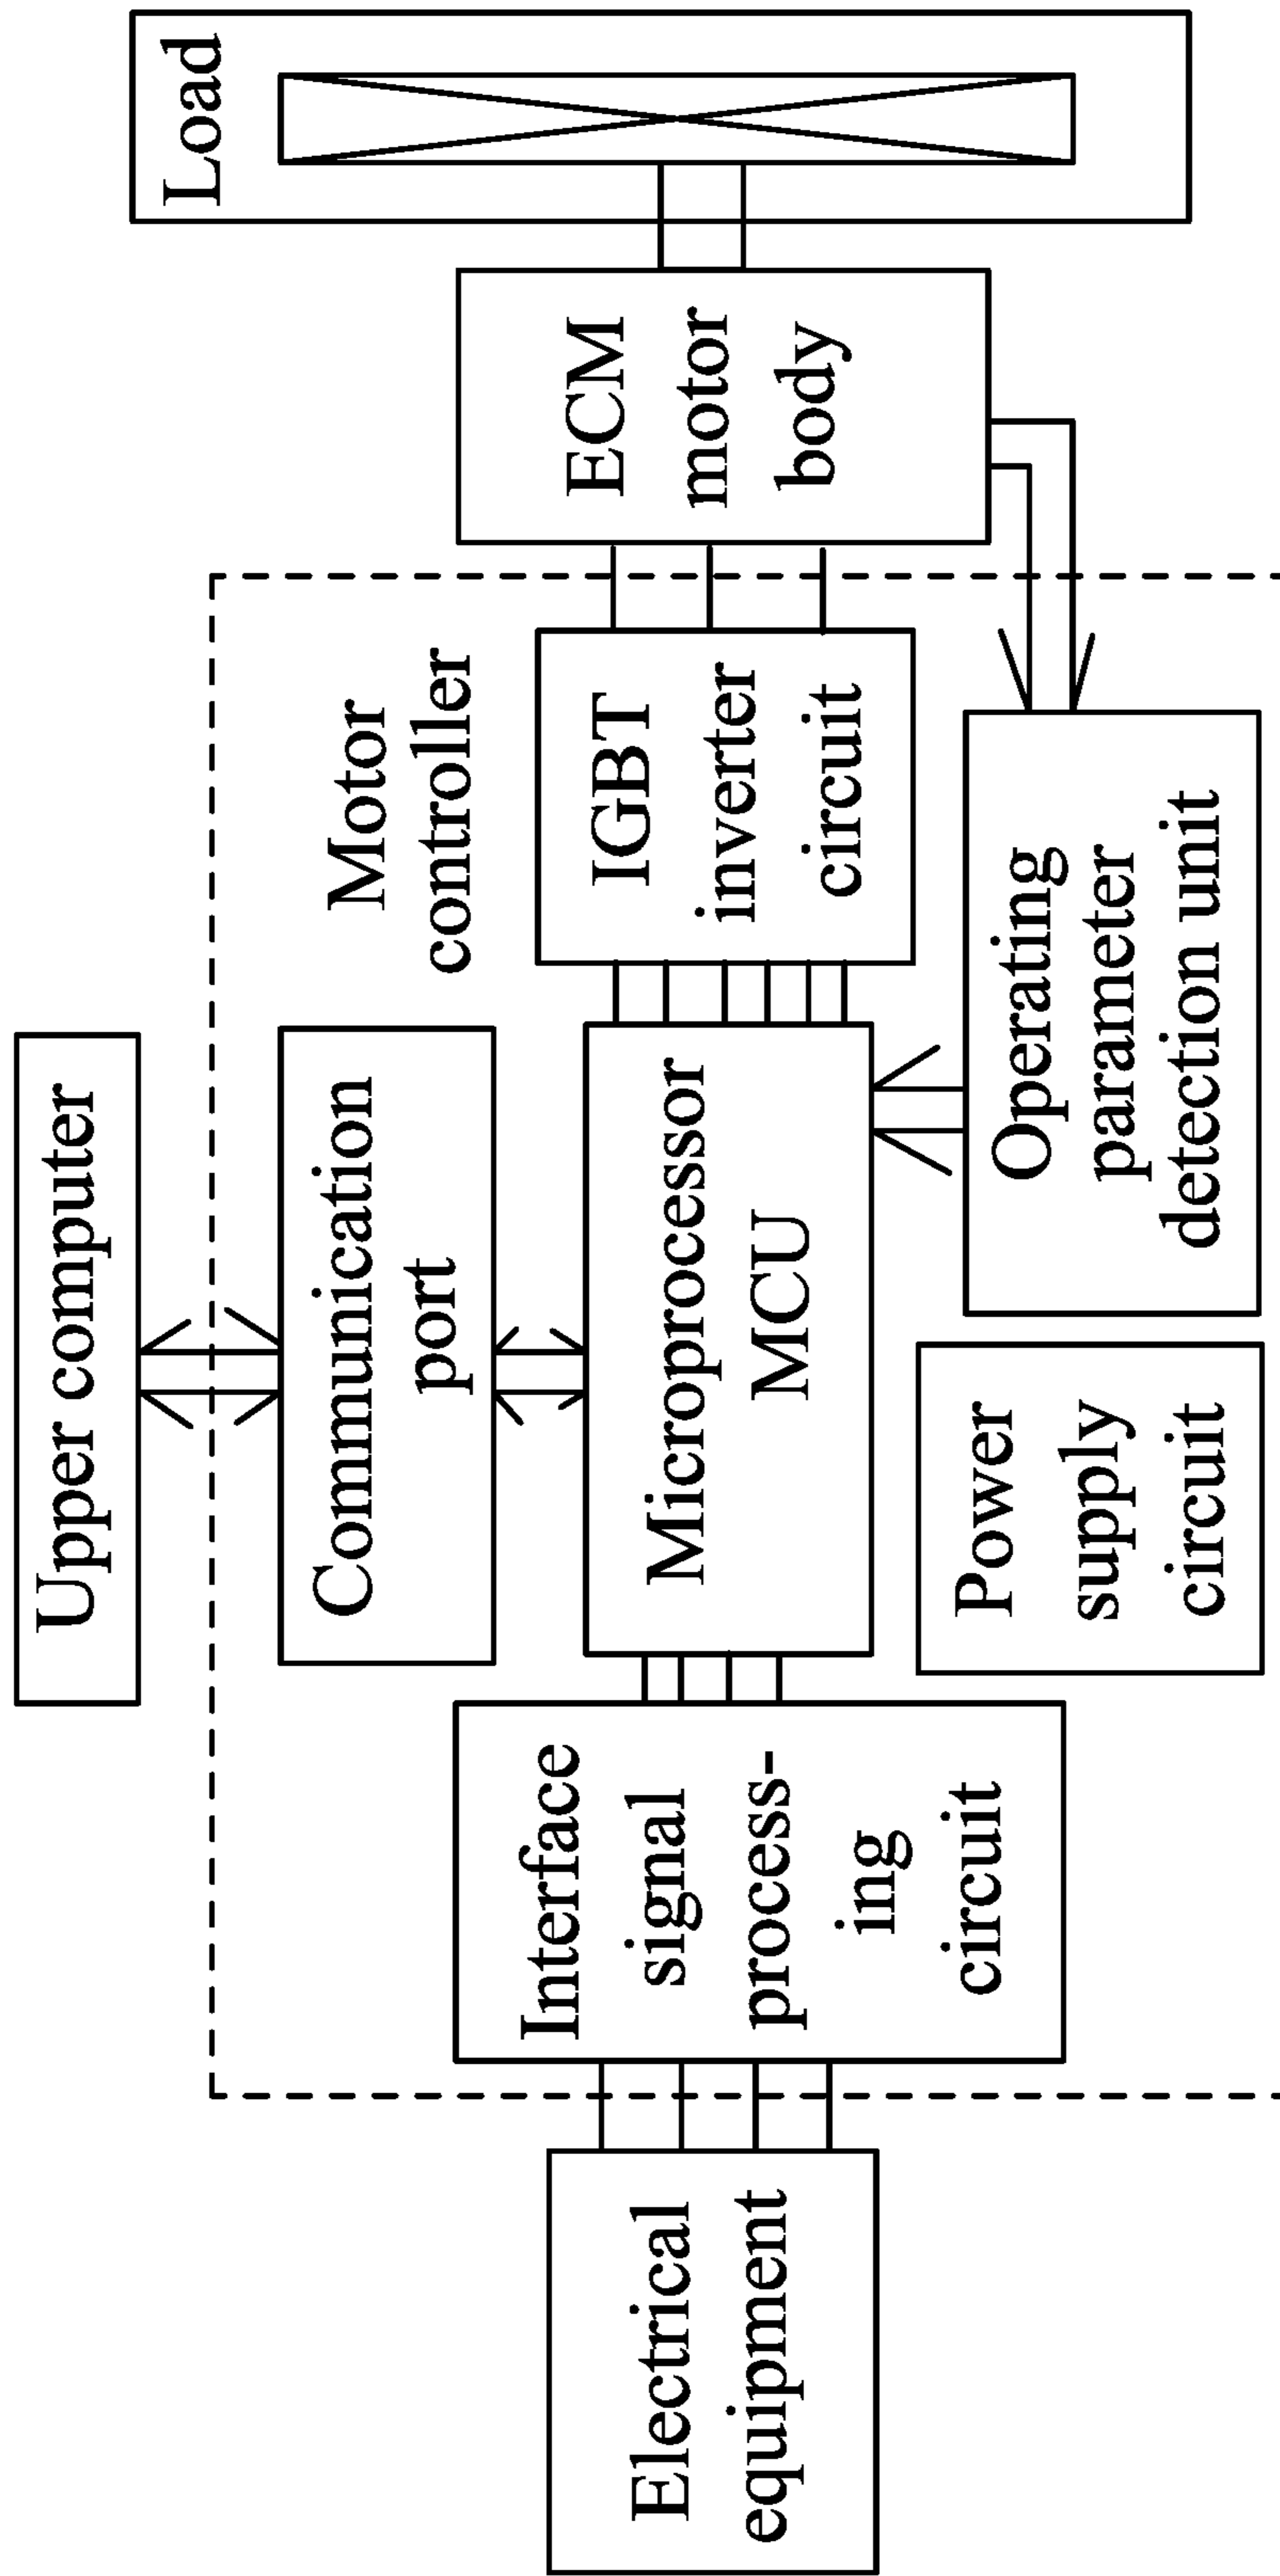 Upper computer
Load
Motor
controller
Communication
port
Electrical
equipment
Interface
signal
process-
ing
circuit
Microprocessor
MCU
IGBT
inverter
circuit
ECM
motor
body
Power
supply
circuit
Operating
parameter
detection unit